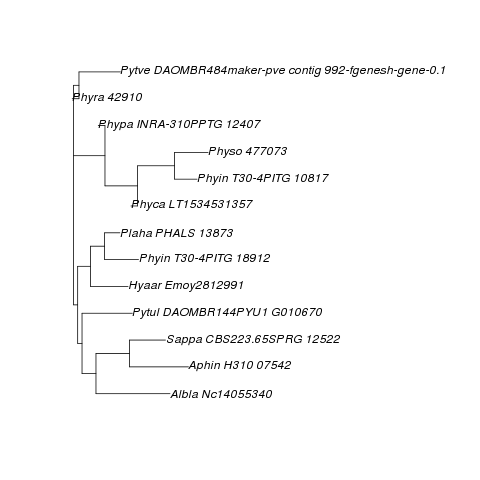 Pytve DAOMBR484maker-pve contig 992-fgenesh-gene-0.1
Phyra 42910
Phypa INRA-310PPTG 12407
Physo 477073
Phyin T30-4PITG 10817
Phyca LT1534531357
Plaha PHALS 13873
Phyin T30-4PITG 18912
Hyaar Emoy2812991
Pytul DAOMBR144PYU1 G010670
Sappa CBS223.65SPRG 12522
Aphin H310 07542
Albla Nc14055340